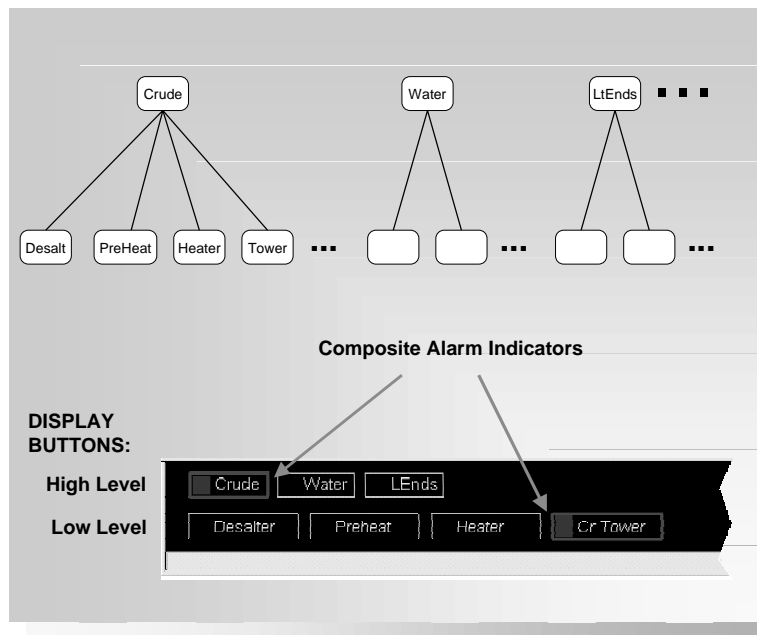 Crude
Water
LtEnds
Desalt
PreHeat
Heater
Tower
...
...
...
Composite Alarm Indicators
DISPLAY
BUTTONS:
High Level
Crude
Water
LEnds
Low Level
Desalter
Preheat
Heater
Cr Tower